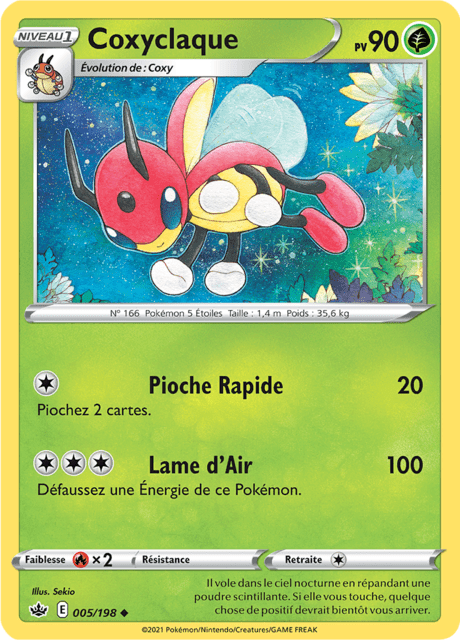 NIVEAU 1
Coxyclaque
PV 90
Évolution de : Coxy
N° 166 Pokémon 5 Étoiles Taille : 1,4 m Poids : 35,6 kg
Pioche Rapide 20
Piochez 2 cartes.
Lame d'Air 100
Défaussez une Énergie de ce Pokémon.
Faiblesse ×2 Résistance Retraite
Illus. Sekio
Il vole dans le ciel nocturne en répandant une
poudre scintillante. Si elle vous touche, quelque
chose de positif devrait bientôt vous arriver.
E 005/198
©2021 Pokémon/Nintendo/Creatures/GAME FREAK